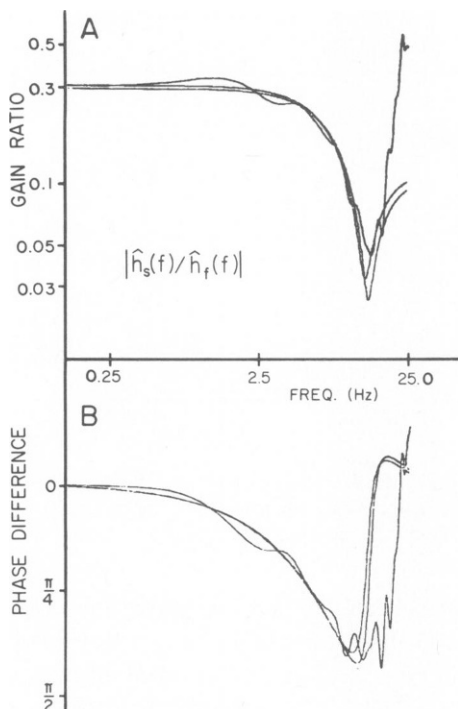 A
GAIN RATIO
0.5
0.3
0.1
0.05
0.03
|ĥs(f)/ĥf(f)|
0.25
2.5
25.0
FREQ. (Hz)
B
PHASE DIFFERENCE
0
π/4
π/2